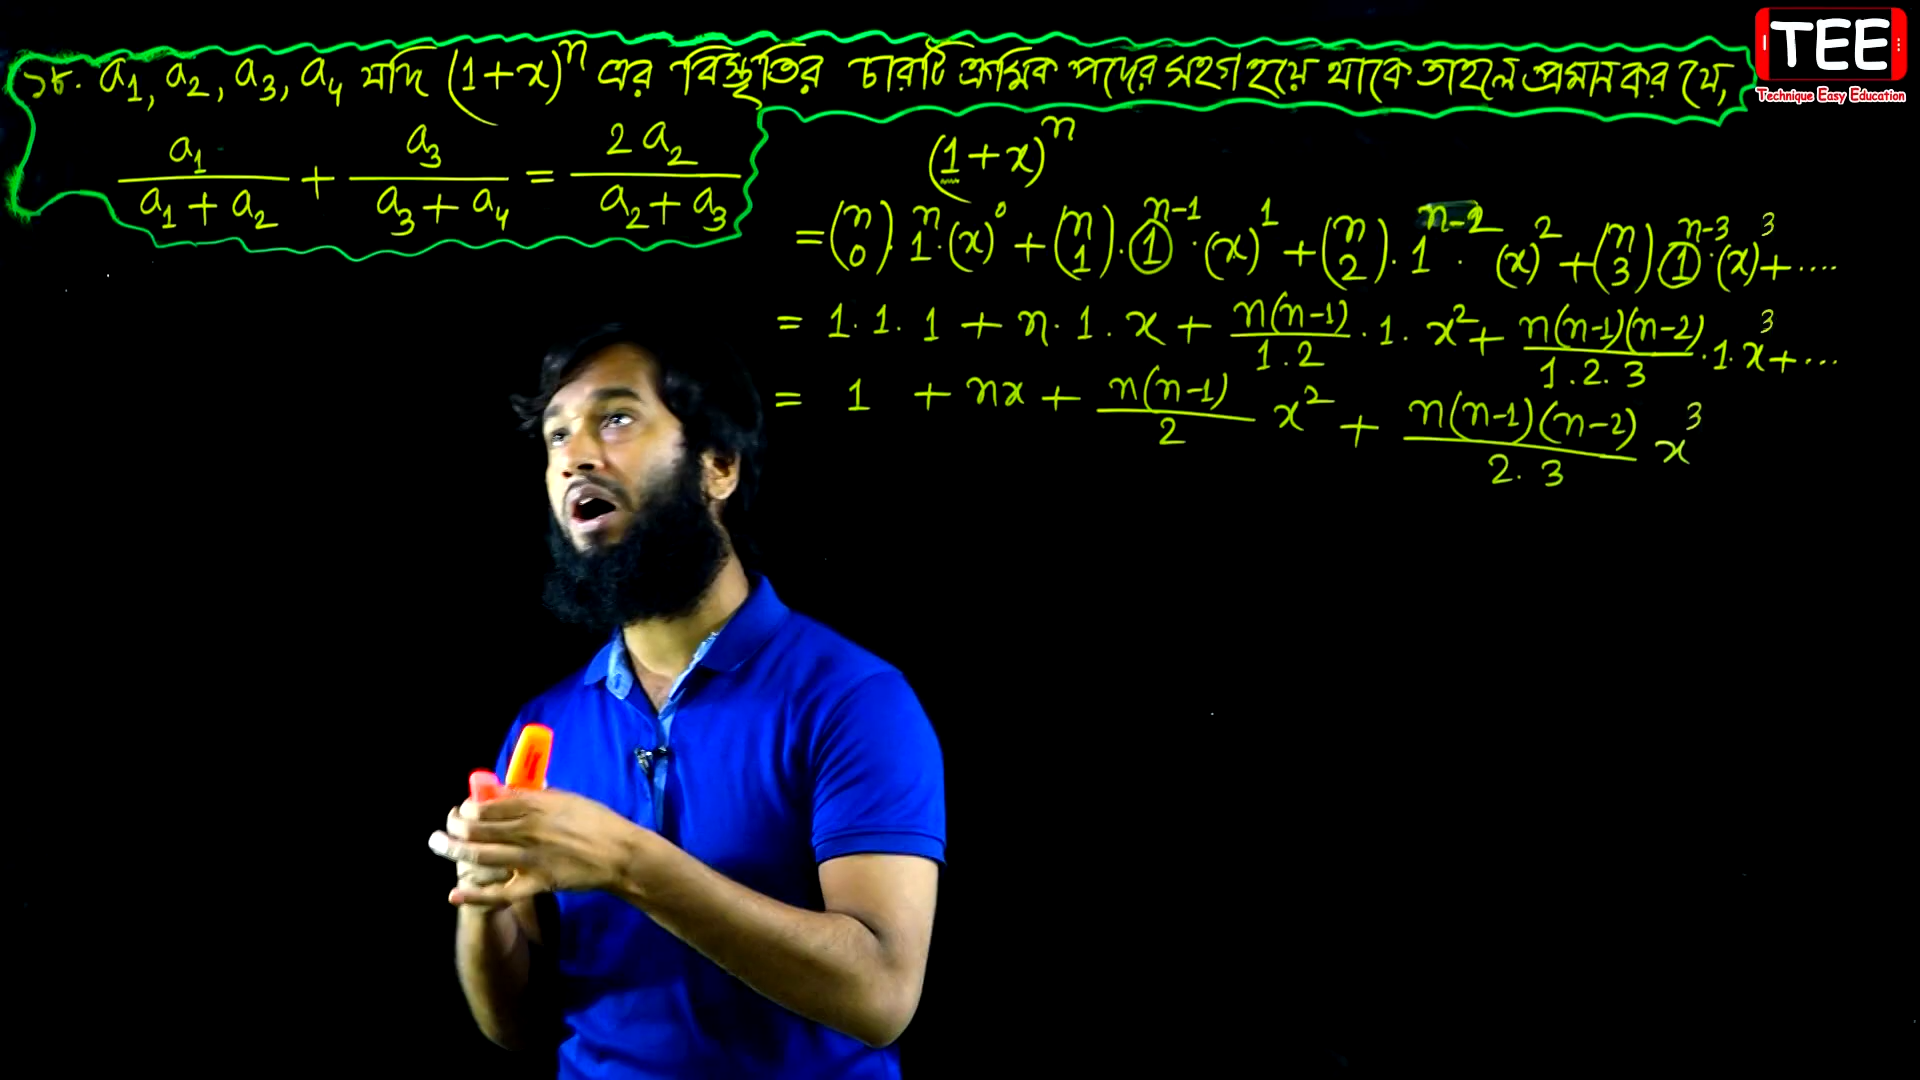 TEE
Technique Easy Education
১৮. a₁, a₂, a₃, a₄ যদি (1+x)ⁿ এর বিস্তৃতির চারটি ক্রমিক পদের সহগ হয়ে থাকে তাহলে প্রমান কর যে,
a₁/(a₁+a₂) + a₃/(a₃+a₄) = 2a₂/(a₂+a₃)
(1+x)ⁿ
= (n 0)·1ⁿ·(x)⁰ + (n 1)·1ⁿ⁻¹·(x)¹ + (n 2)·1ⁿ⁻²·(x)² + (n 3)1ⁿ⁻³·(x)³ + ....
= 1·1·1 + n·1·x + n(n-1)/1.2 ·1·x² + n(n-1)(n-2)/1.2.3 ·1·x³ + ...
= 1 + nx + n(n-1)/2 x² + n(n-1)(n-2)/2.3 x³